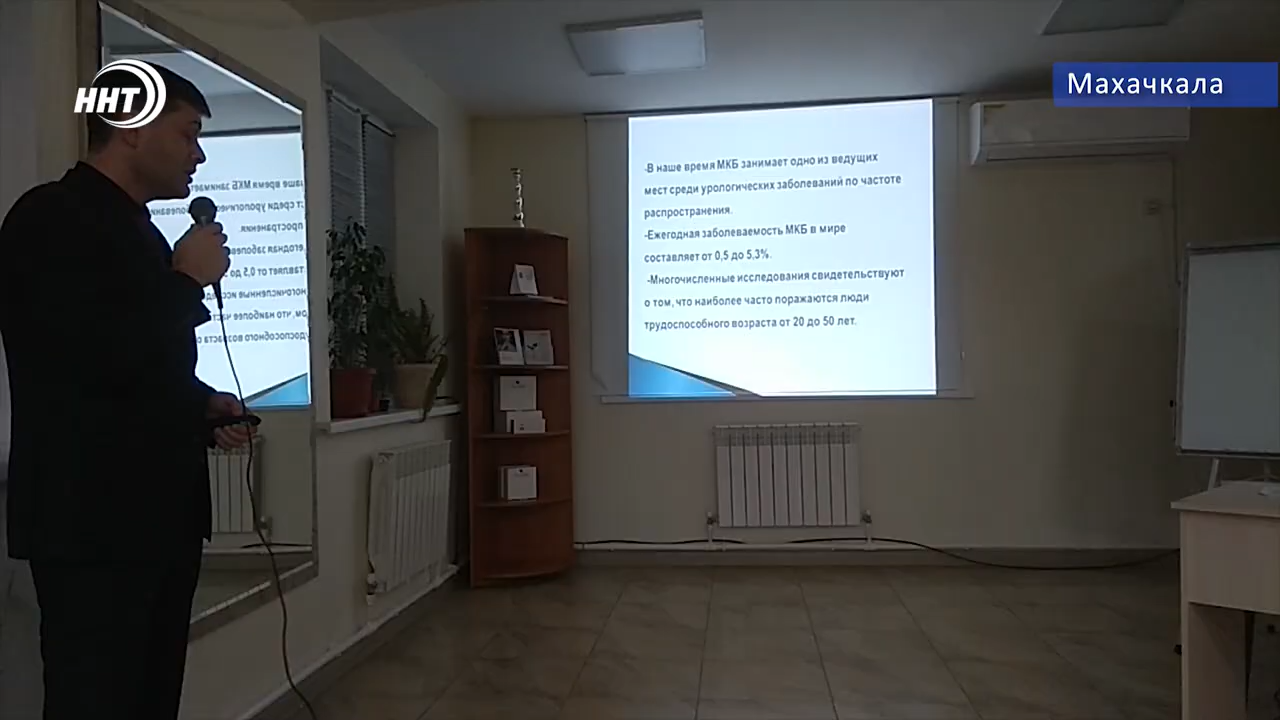 ННТ
Махачкала
-В наше время МКБ занимает одно из ведущих
мест среди урологических заболеваний по частоте
распространения.
-Ежегодная заболеваемость МКБ в мире
составляет от 0,5 до 5,3%.
-Многочисленные исследования свидетельствуют
о том, что наиболее часто поражаются люди
трудоспособного возраста от 20 до 50 лет.